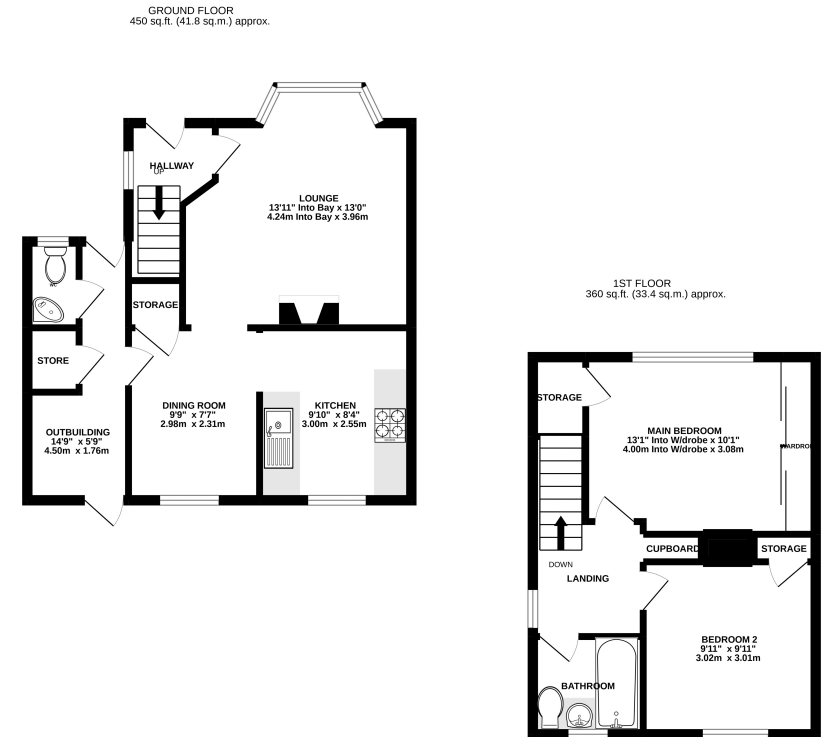 GROUND FLOOR
450 sq.ft. (41.8 sq.m.) approx.
HALLWAY
UP
LOUNGE
13'11" Into Bay x 13'0"
4.24m Into Bay x 3.96m
WC
STORAGE
STORE
DINING ROOM
9'9" x 7'7"
2.98m x 2.31m
KITCHEN
9'10" x 8'4"
3.00m x 2.55m
OUTBUILDING
14'9" x 5'9"
4.50m x 1.76m
1ST FLOOR
360 sq.ft. (33.4 sq.m.) approx.
STORAGE
MAIN BEDROOM
13'1" Into W/drobe x 10'1"
4.00m Into W/drobe x 3.08m
WARDROBE
CUPBOARD
STORAGE
DOWN
LANDING
BEDROOM 2
9'11" x 9'11"
3.02m x 3.01m
BATHROOM